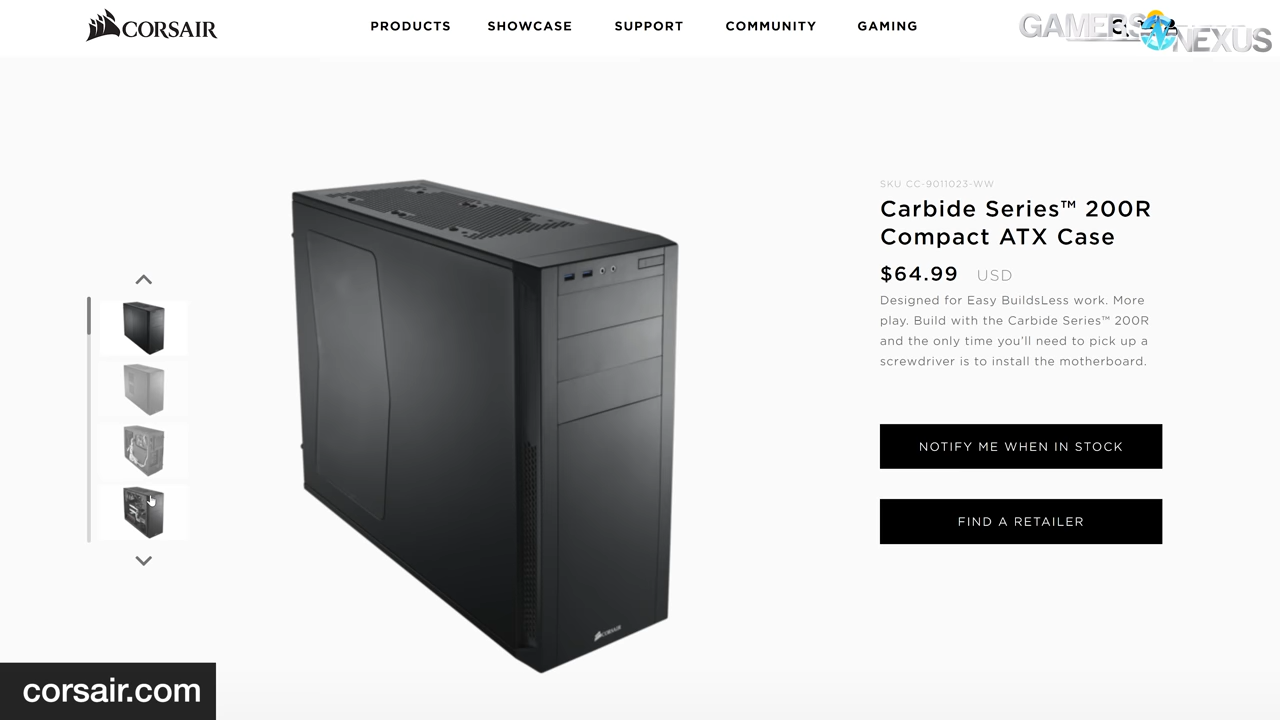 CORSAIR
PRODUCTS
SHOWCASE
SUPPORT
COMMUNITY
GAMING
GAMERS NEXUS
SKU CC-9011023-WW
Carbide Series™ 200R
Compact ATX Case
$64.99 USD
Designed for Easy BuildsLess work. More
play. Build with the Carbide Series™ 200R
and the only time you'll need to pick up a
screwdriver is to install the motherboard.
NOTIFY ME WHEN IN STOCK
FIND A RETAILER
CORSAIR
corsair.com